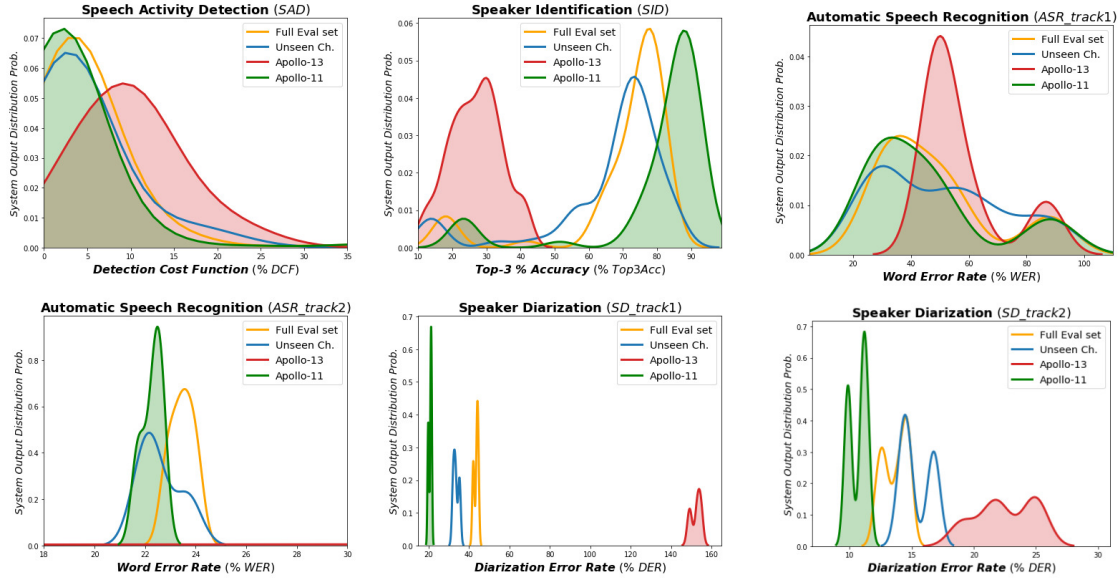 Speech Activity Detection (SAD)
System Output Distribution Prob.
0.07
0.06
0.05
0.04
0.03
0.02
0.01
0.00
Full Eval set
Unseen Ch.
Apollo-13
Apollo-11
0 5 10 15 20 25 30 35
Detection Cost Function (% DCF)
Speaker Identification (SID)
System Output Distribution Prob.
0.06
0.05
0.04
0.03
0.02
0.01
0.00
Full Eval set
Unseen Ch.
Apollo-13
Apollo-11
10 20 30 40 50 60 70 80 90
Top-3 % Accuracy (% Top3Acc)
Automatic Speech Recognition (ASR_track1)
System Output Distribution Prob.
0.04
0.03
0.02
0.01
0.00
Full Eval set
Unseen Ch.
Apollo-13
Apollo-11
20 40 60 80 100
Word Error Rate (% WER)
Automatic Speech Recognition (ASR_track2)
System Output Distribution Prob.
0.8
0.6
0.4
0.2
0.0
Full Eval set
Unseen Ch.
Apollo-13
Apollo-11
18 20 22 24 26 28 30
Word Error Rate (% WER)
Speaker Diarization (SD_track1)
System Output Distribution Prob.
0.7
0.6
0.5
0.4
0.3
0.2
0.1
0.0
Full Eval set
Unseen Ch.
Apollo-13
Apollo-11
20 40 60 80 100 120 140 160
Diarization Error Rate (% DER)
Speaker Diarization (SD_track2)
System Output Distribution Prob.
0.7
0.6
0.5
0.4
0.3
0.2
0.1
0.0
Full Eval set
Unseen Ch.
Apollo-13
Apollo-11
10 15 20 25 30
Diarization Error Rate (% DER)